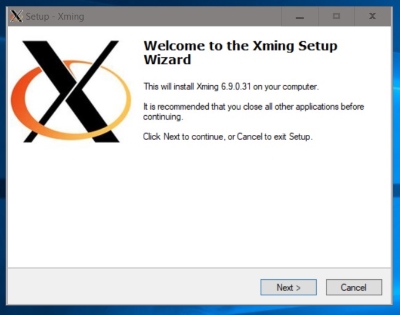 Setup - Xming
Welcome to the Xming Setup
Wizard
This will install Xming 6.9.0.31 on your computer.
It is recommended that you close all other applications before
continuing.
Click Next to continue, or Cancel to exit Setup.
Next >
Cancel